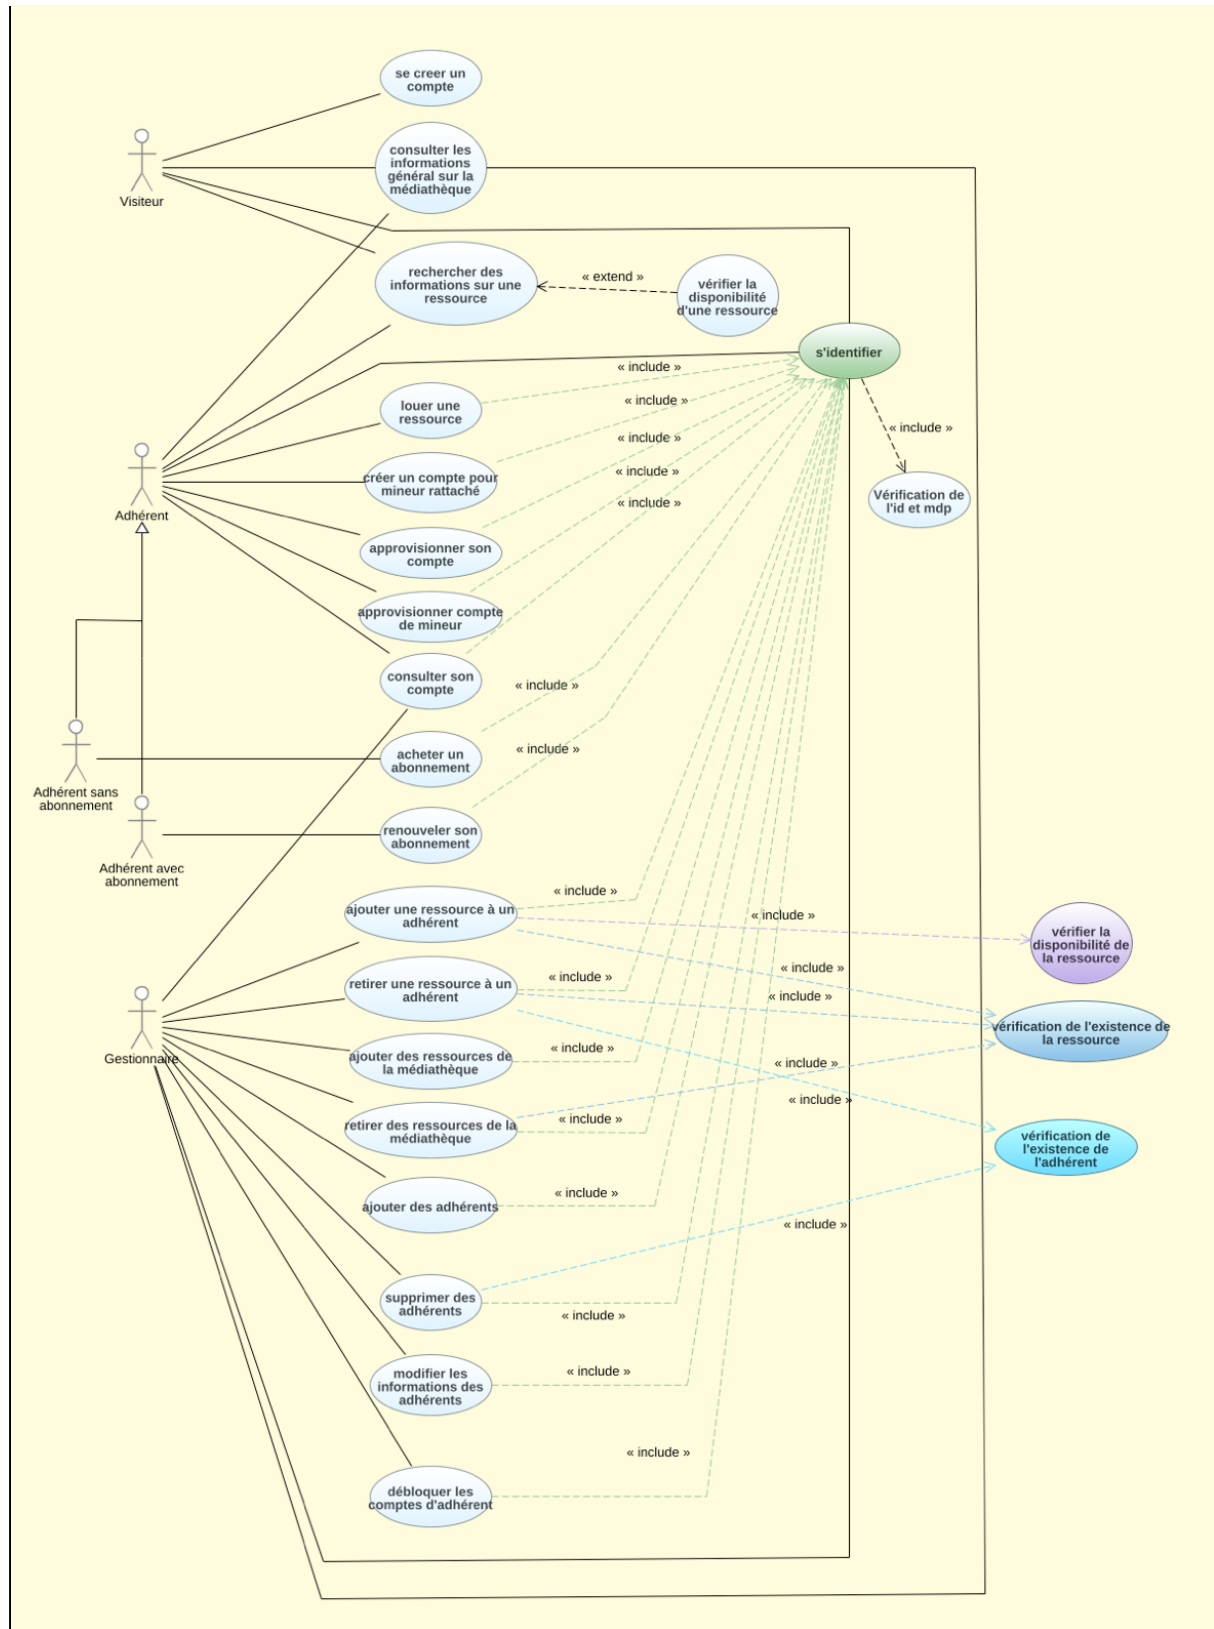 se creer un
compte
consulter les
informations
général sur la
médiathèque
Visiteur
rechercher des
informations sur une
ressource
« extend »
vérifier la
disponibilité
d'une ressource
s'identifier
« include »
louer une
ressource
« include »
« include »
« include »
créer un compte pour
mineur rattaché
« include »
Vérification de
l'id et mdp
« include »
Adhérent
approvisionner son
compte
approvisionner compte
de mineur
consulter son
compte
« include »
acheter un
abonnement
« include »
Adhérent sans
abonnement
renouveler son
abonnement
Adhérent avec
abonnement
« include »
ajouter une ressource à un
adhérent
« include »
vérifier la
disponibilité de
la ressource
« include »
retirer une ressource à un
adhérent
« include »
« include »
vérification de l'existence de
la ressource
Gestionnaire
ajouter des ressources de
la médiathèque
« include »
« include »
« include »
retirer des ressources de la
médiathèque
« include »
vérification de
l'existence de
l'adhérent
ajouter des adhérents
« include »
« include »
supprimer des
adhérents
« include »
modifier les
informations des
adhérents
« include »
« include »
débloquer les
comptes d'adhérent